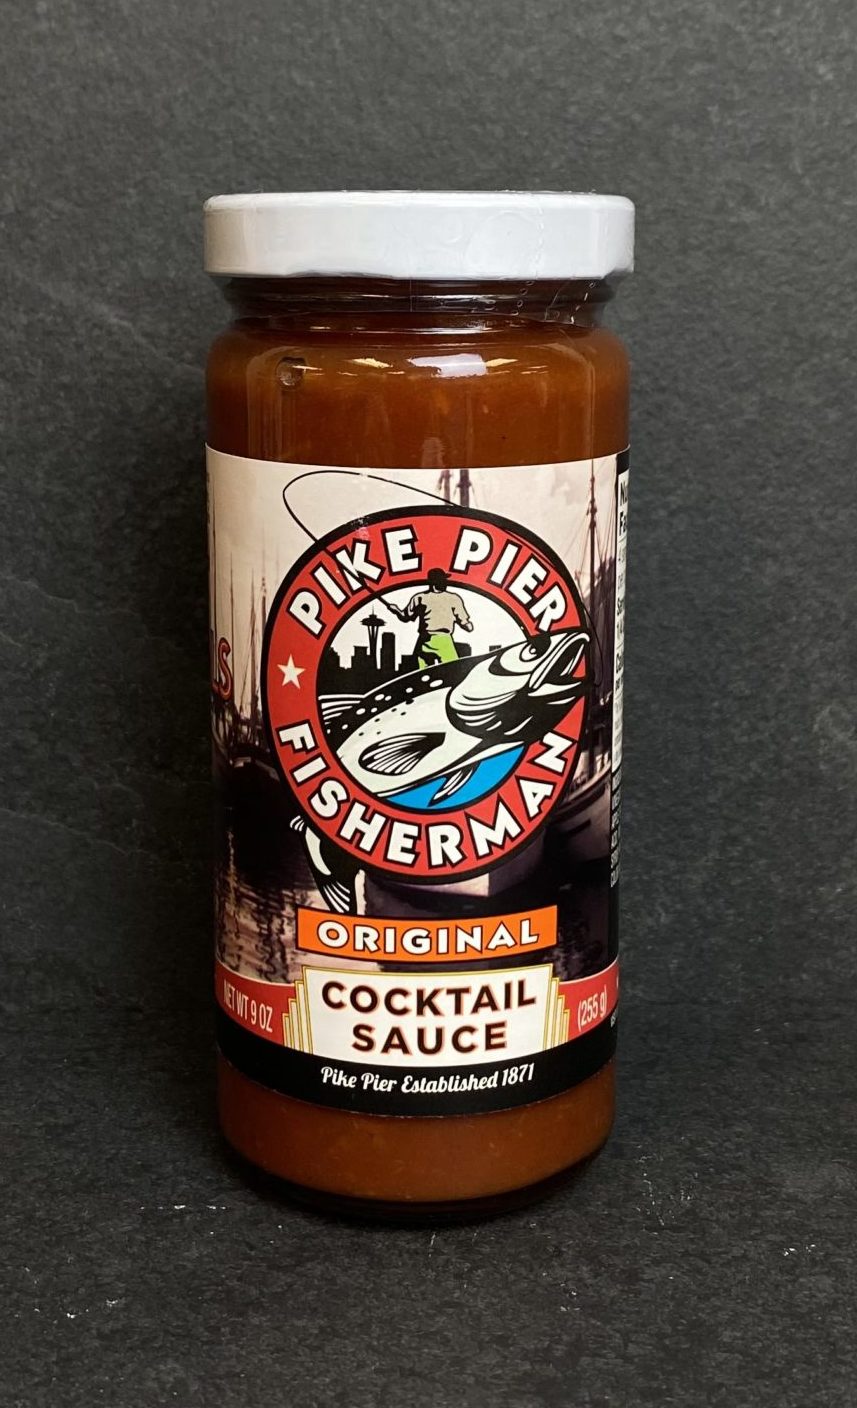 PIKE PIER
FISHERMAN
ORIGINAL
NET WT 9 OZ
COCKTAIL
SAUCE
(255 g)
Pike Pier Established 1871